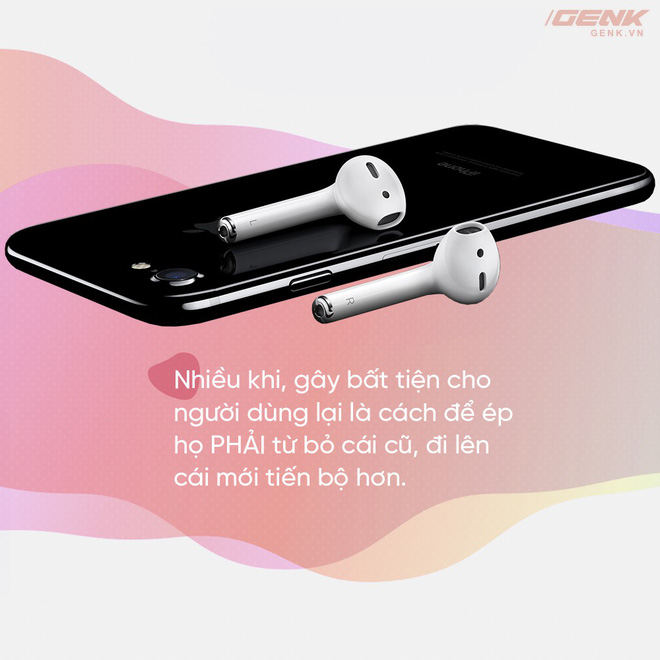 GENK
GENK.VN
iPhone
L
R
Nhiều khi, gây bất tiện cho
người dùng lại là cách để ép
họ PHẢI từ bỏ cái cũ, đi lên
cái mới tiến bộ hơn.